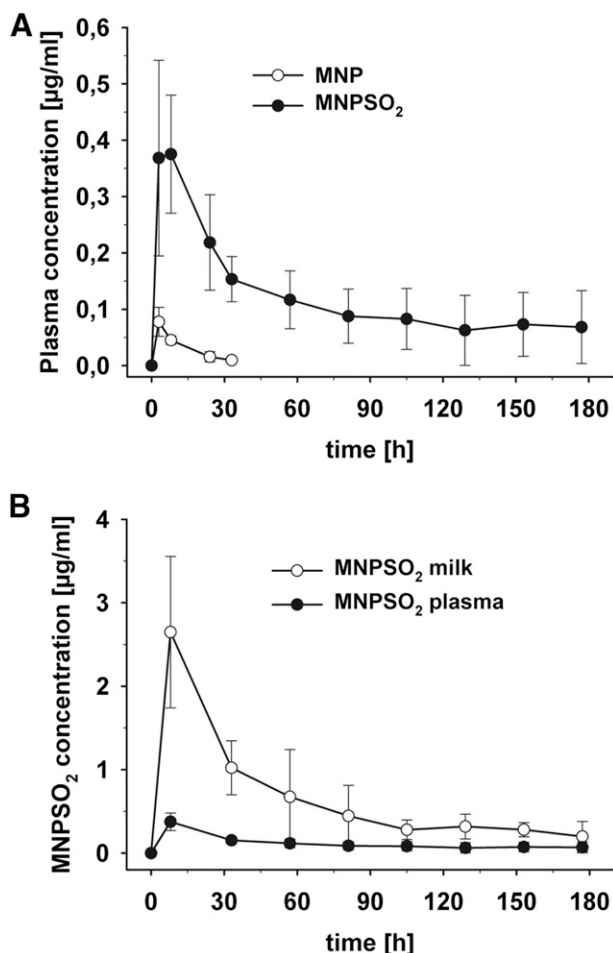 A
Plasma concentration [µg/ml]
0,6
0,5
0,4
0,3
0,2
0,1
0,0
MNP
MNPSO₂
0 30 60 90 120 150 180
time [h]
B
MNPSO₂ concentration [µg/ml]
4
3
2
1
0
MNPSO₂ milk
MNPSO₂ plasma
0 30 60 90 120 150 180
time [h]